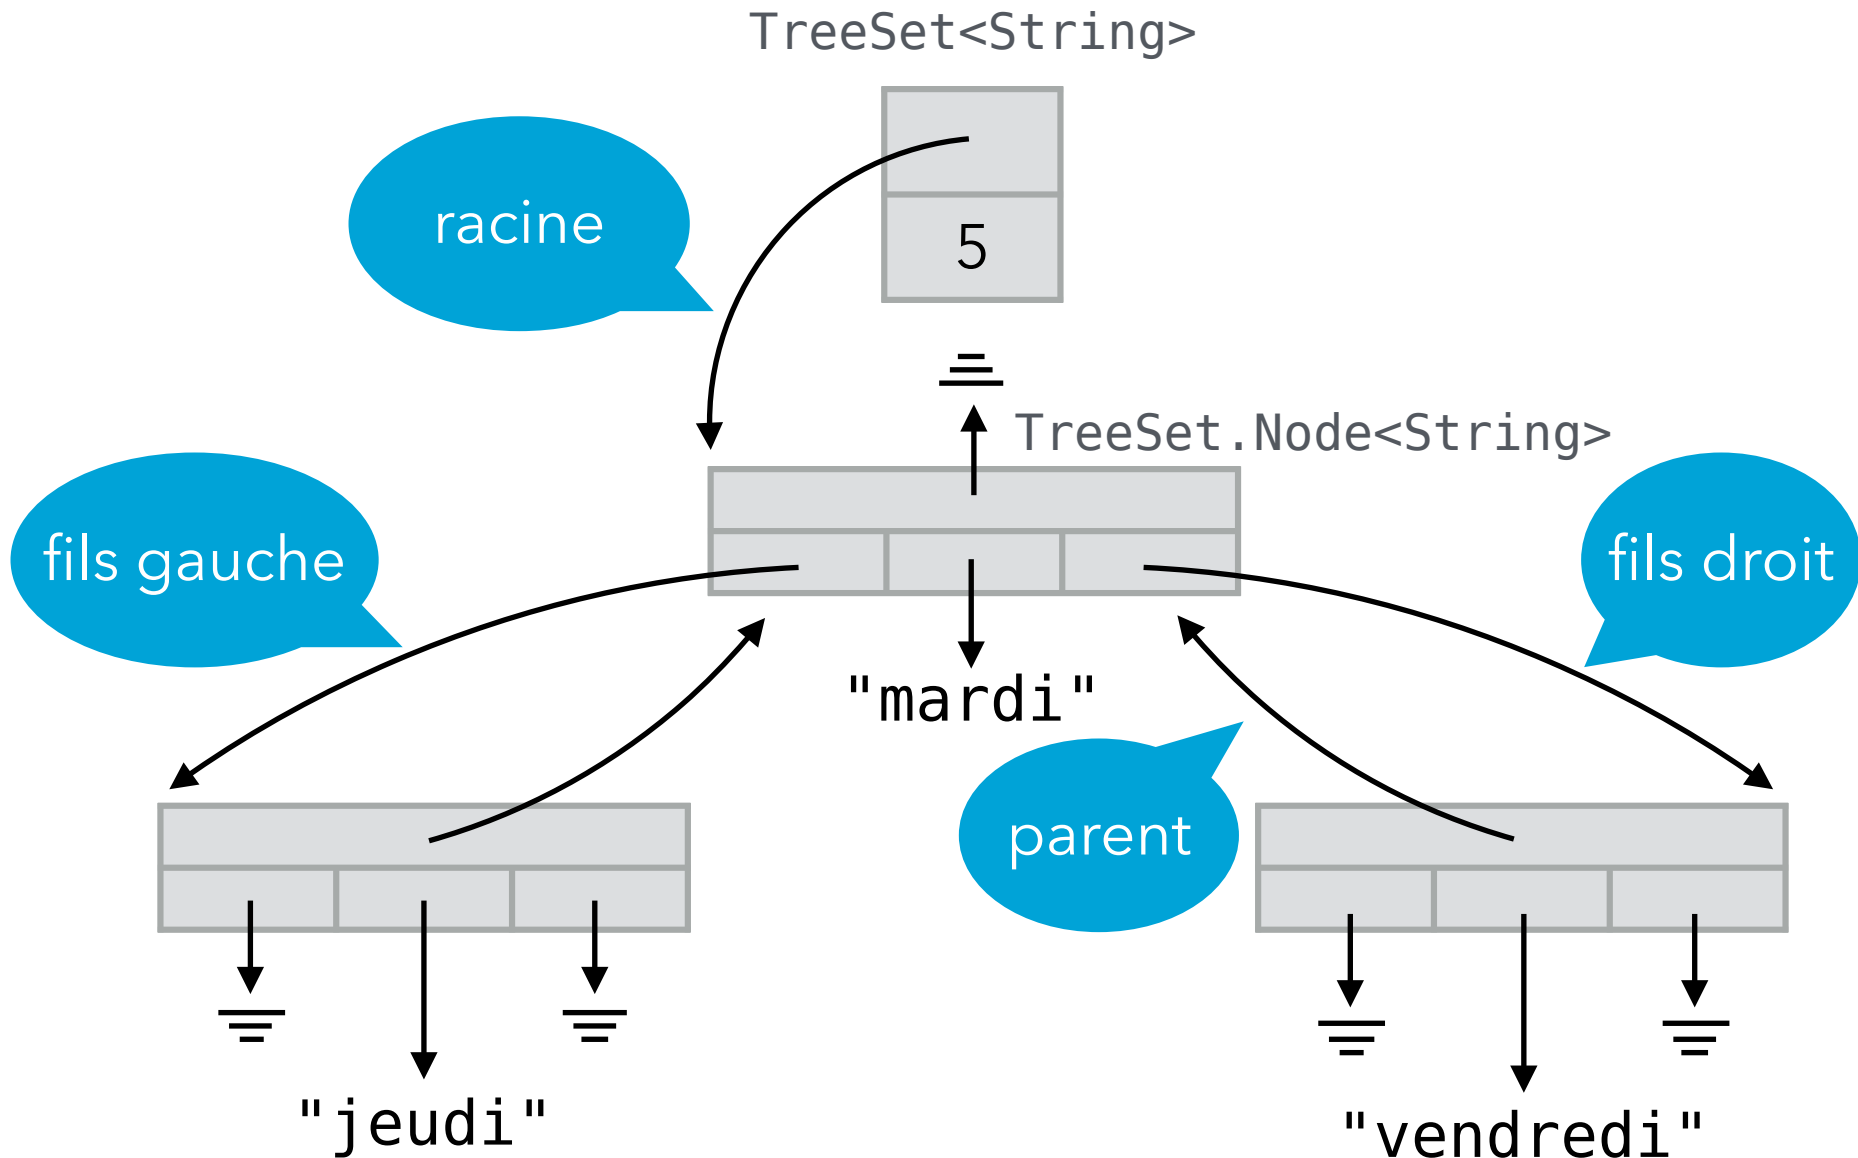 TreeSet<String>
racine
5
TreeSet.Node<String>
fils gauche
fils droit
"mardi"
parent
"jeudi"
"vendredi"